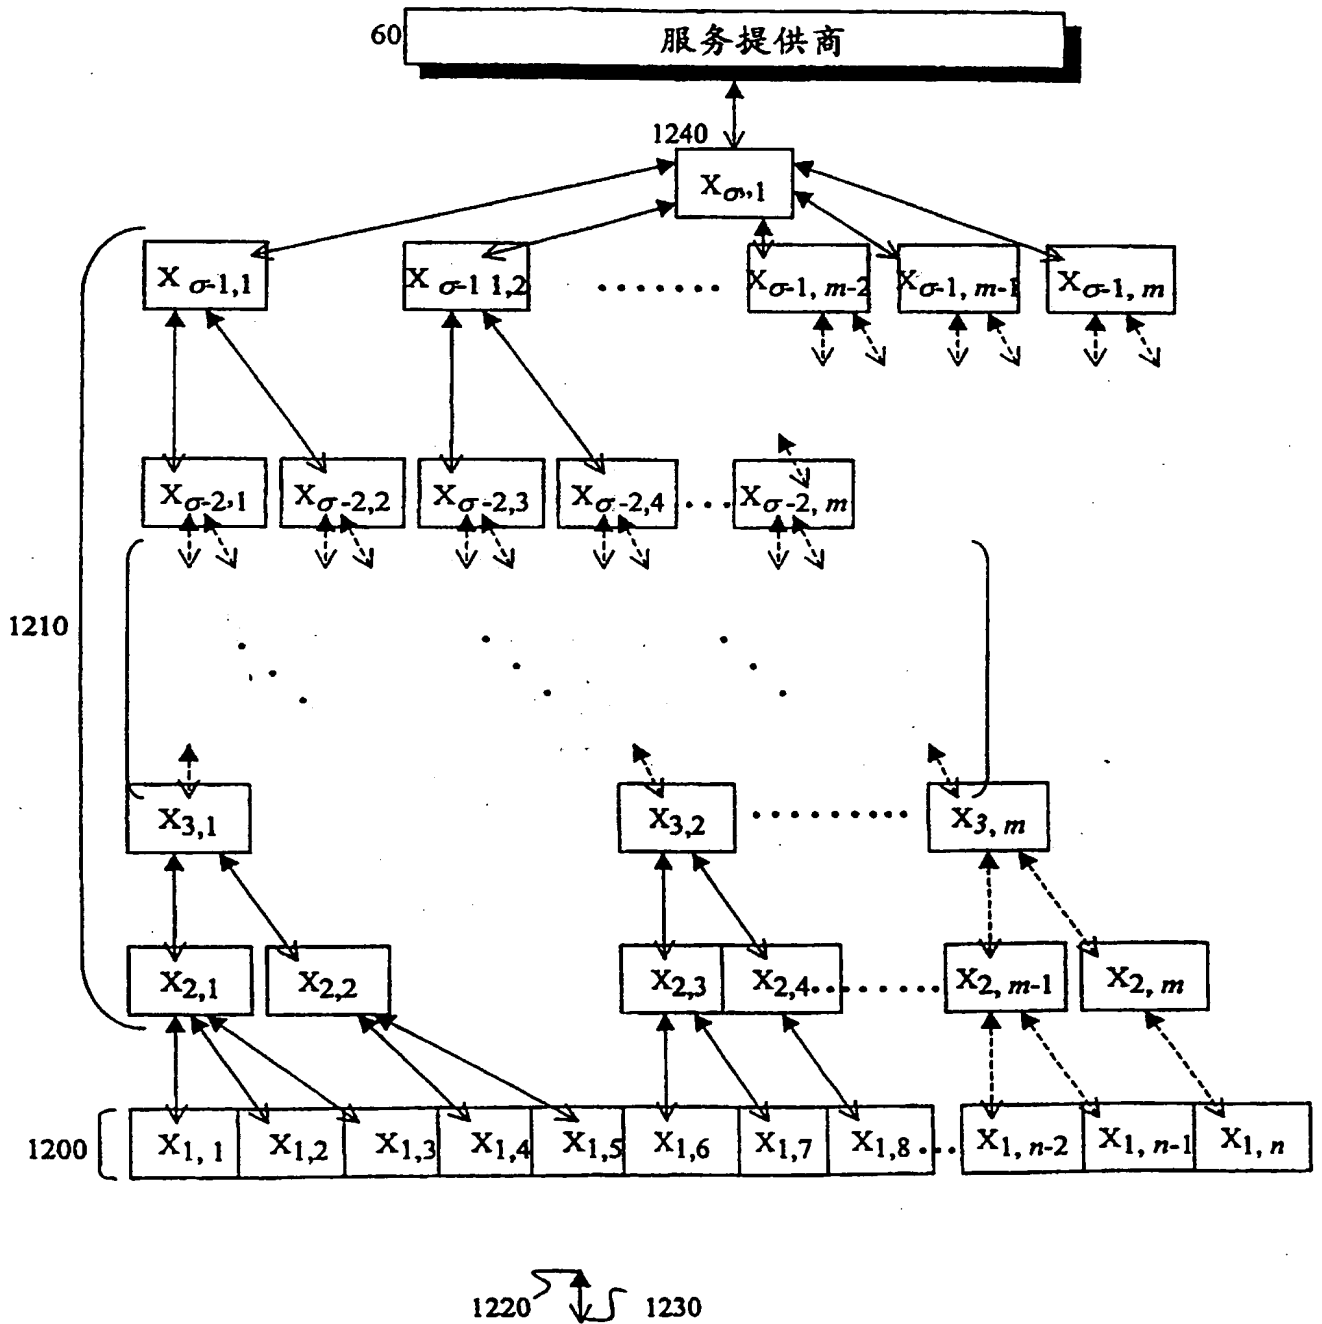 60 服务提供商
1240
Xσ,,1
Xσ-1,1 Xσ-1 1,2 ······· Xσ-1, m-2 Xσ-1, m-1 Xσ-1, m
Xσ-2,1 Xσ-2,2 Xσ-2,3 Xσ-2,4 ···· Xσ-2, m
1210
X3,1 X3,2 ·········· X3, m
X2,1 X2,2 X2,3 X2,4 ········· X2, m-1 X2, m
1200 X1, 1 X1,2 X1,3 X1,4 X1,5 X1,6 X1,7 X1,8 ··· X1, n-2 X1, n-1 X1, n
1220 1230